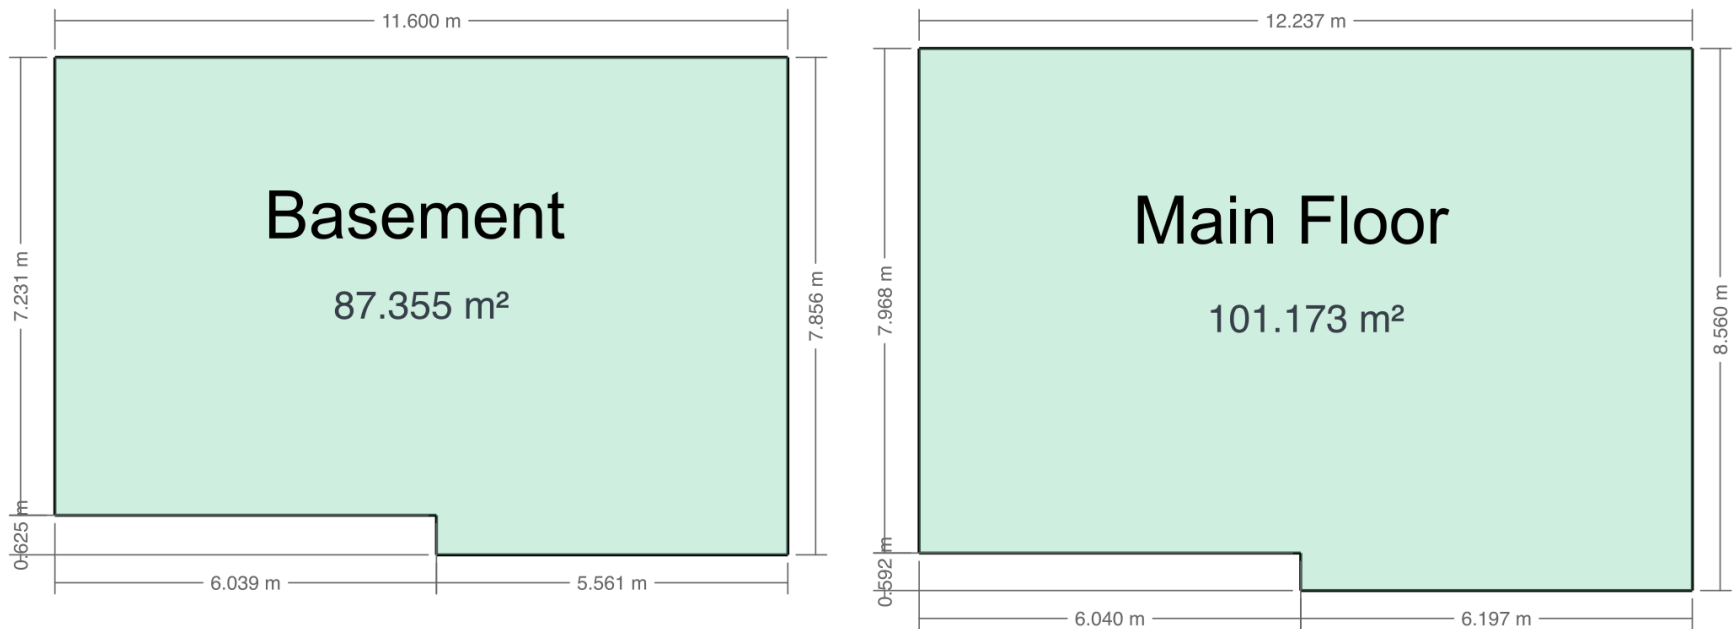 11.600 m
Basement
87.355 m²
7.231 m
7.856 m
0.625 m
6.039 m
5.561 m
12.237 m
Main Floor
101.173 m²
7.968 m
8.560 m
0.592 m
6.040 m
6.197 m